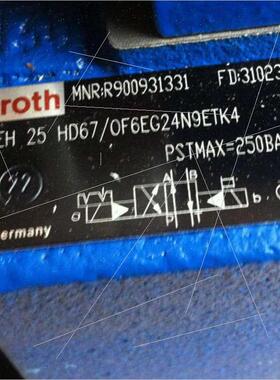 roth MNR:R900931331 FD:31023
EH 25 HD67/OF6EG24N9ETK4
PSTMAX=250BA
a A B b
ermany